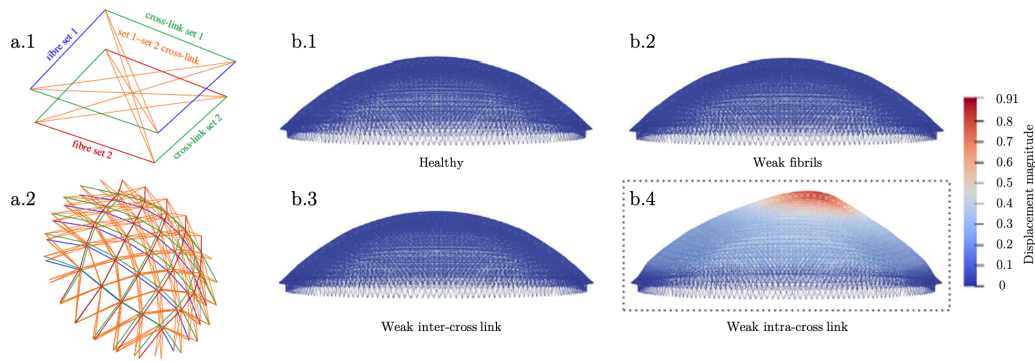 a.1
ribre set 1
cross-link set 1
set 1–set 2 cross-link
fibre set 2
cross-link set 2
b.1
Healthy
b.2
Weak fibrils
a.2
b.3
Weak inter-cross link
b.4
Weak intra-cross link
0.91
0.8
0.7
0.6
0.5
0.4
0.3
0.2
0.1
0
Displacement magnitude